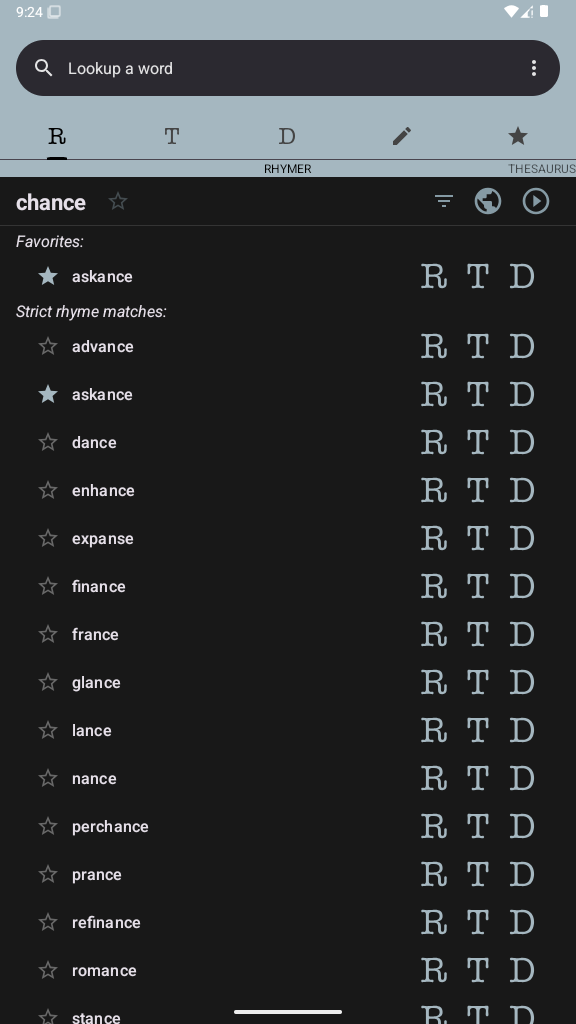 9:24
Lookup a word
R T D
RHYMER THESAURUS
chance
Favorites:
askance R T D
Strict rhyme matches:
advance R T D
askance R T D
dance R T D
enhance R T D
expanse R T D
finance R T D
france R T D
glance R T D
lance R T D
nance R T D
perchance R T D
prance R T D
refinance R T D
romance R T D
stance R T D